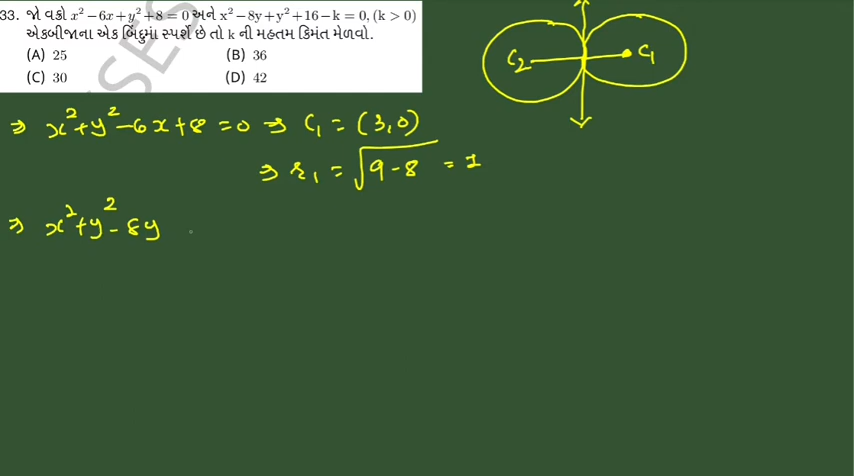 33. જો વક્રો x² − 6x + y² + 8 = 0 અને x² − 8y + y² + 16 − k = 0, (k > 0)
એકબીજાના એક બિંદુમાં સ્પર્શે છે તો k ની મહત્તમ કિંમત મેળવો.
(A) 25 (B) 36
(C) 30 (D) 42
C₂ C₁
⇒ x² + y² − 6x + 8 = 0 ⇒ C₁ = (3, 0)
⇒ r₁ = √9 − 8 = 1
⇒ x² + y² − 8y